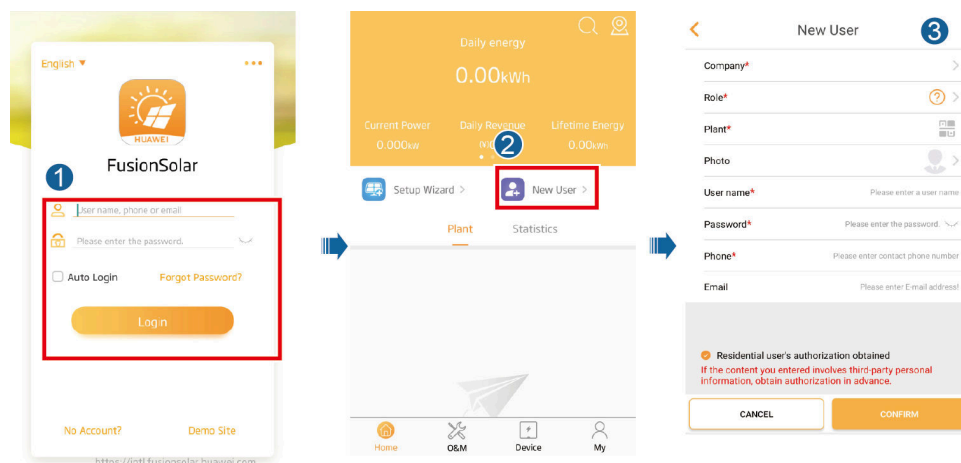 English ▼
HUAWEI
FusionSolar
1
User name, phone or email
Please enter the password.
Auto Login
Forgot Password?
Login
No Account?
Demo Site
https://intl.fusionsolar.huawei.com
Daily energy
0.00kWh
Current Power
Daily Revenue
Lifetime Energy
0.000kW
0.00kWh
2
Setup Wizard >
New User >
Plant
Statistics
Home
O&M
Device
My
New User
3
Company*
Role*
Plant*
Photo
User name*
Please enter a user name
Password*
Please enter the password.
Phone*
Please enter contact phone number
Email
Please enter E-mail address!
Residential user's authorization obtained
If the content you entered involves third-party personal
information, obtain authorization in advance.
CANCEL
CONFIRM